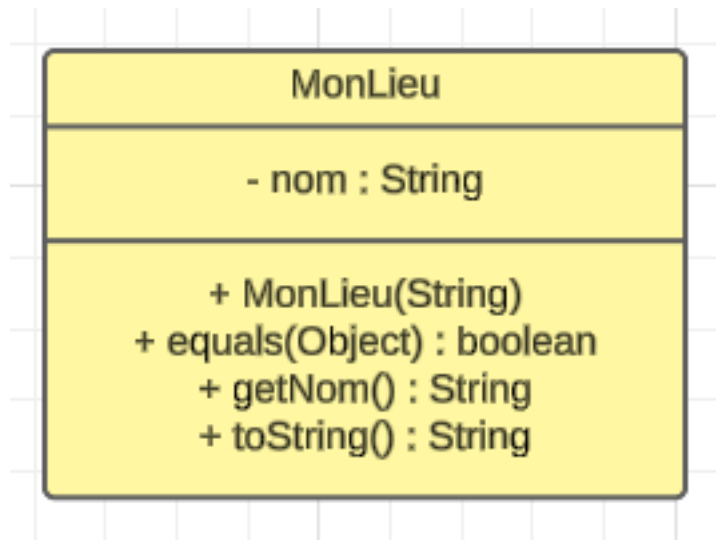 MonLieu
- nom : String
+ MonLieu(String)
+ equals(Object) : boolean
+ getNom() : String
+ toString() : String